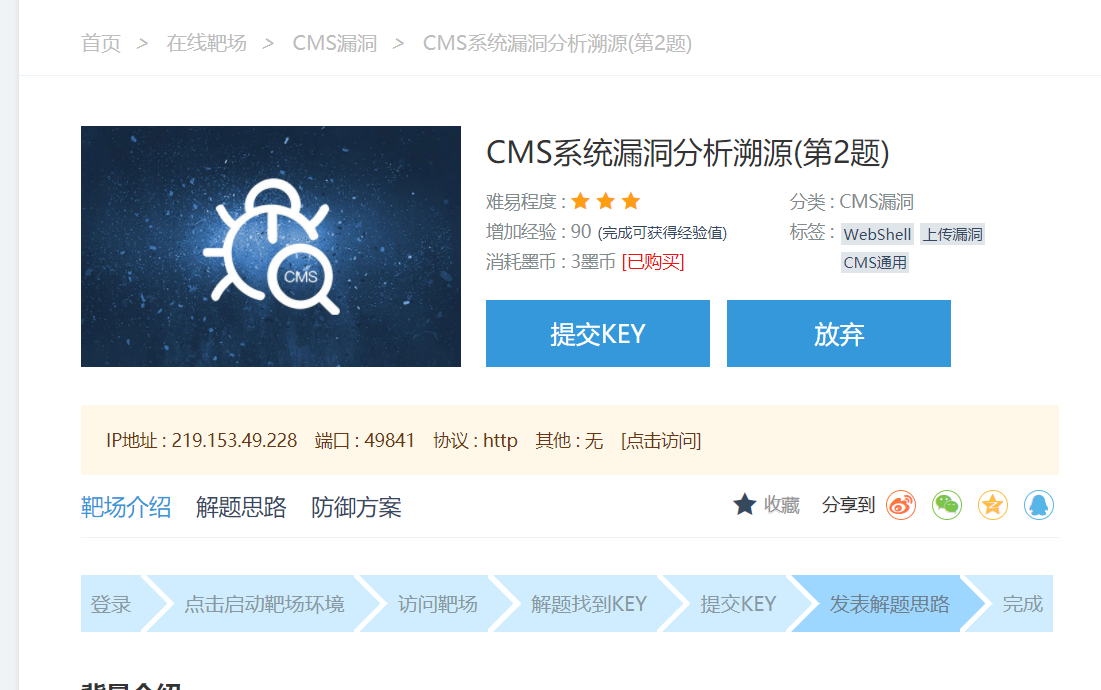 首页 > 在线靶场 > CMS漏洞 > CMS系统漏洞分析溯源(第2题)
CMS
CMS系统漏洞分析溯源(第2题)
难易程度 :
分类 : CMS漏洞
增加经验 : 90 (完成可获得经验值)
标签 : WebShell 上传漏洞
消耗墨币 : 3墨币 [已购买]
CMS通用
提交KEY
放弃
IP地址 : 219.153.49.228 端口 : 49841 协议 : http 其他 : 无 [点击访问]
靶场介绍 解题思路 防御方案
收藏 分享到
登录 点击启动靶场环境 访问靶场 解题找到KEY 提交KEY 发表解题思路 完成